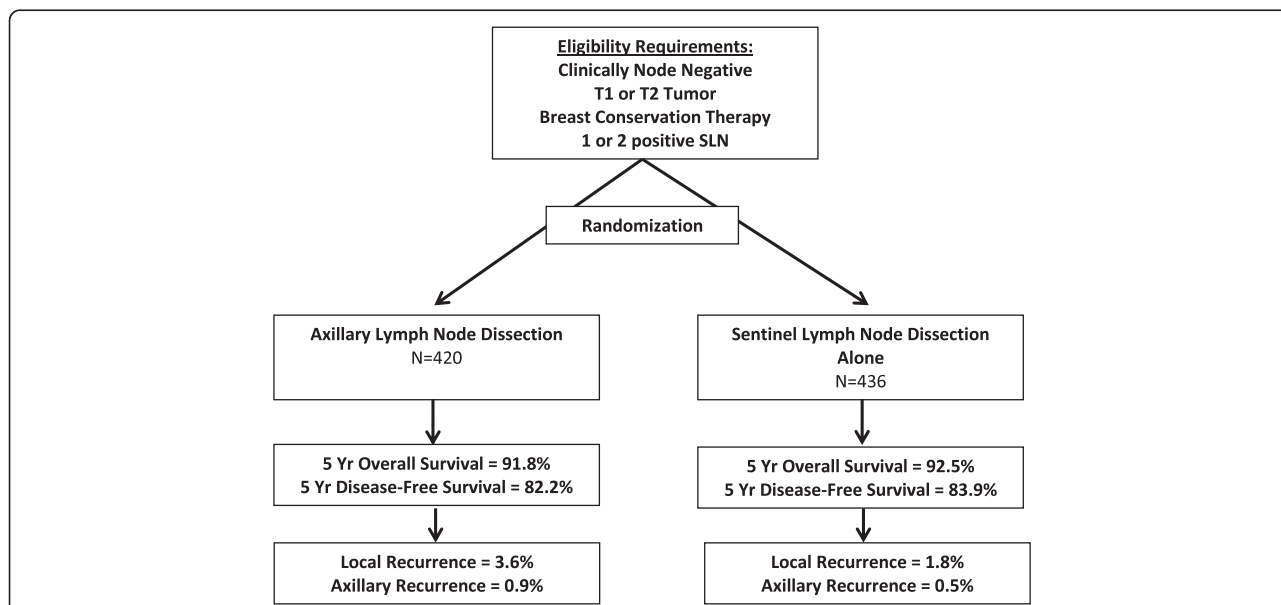 Eligibility Requirements:
Clinically Node Negative
T1 or T2 Tumor
Breast Conservation Therapy
1 or 2 positive SLN
Randomization
Axillary Lymph Node Dissection
N=420
Sentinel Lymph Node Dissection
Alone
N=436
5 Yr Overall Survival = 91.8%
5 Yr Disease-Free Survival = 82.2%
5 Yr Overall Survival = 92.5%
5 Yr Disease-Free Survival = 83.9%
Local Recurrence = 3.6%
Axillary Recurrence = 0.9%
Local Recurrence = 1.8%
Axillary Recurrence = 0.5%